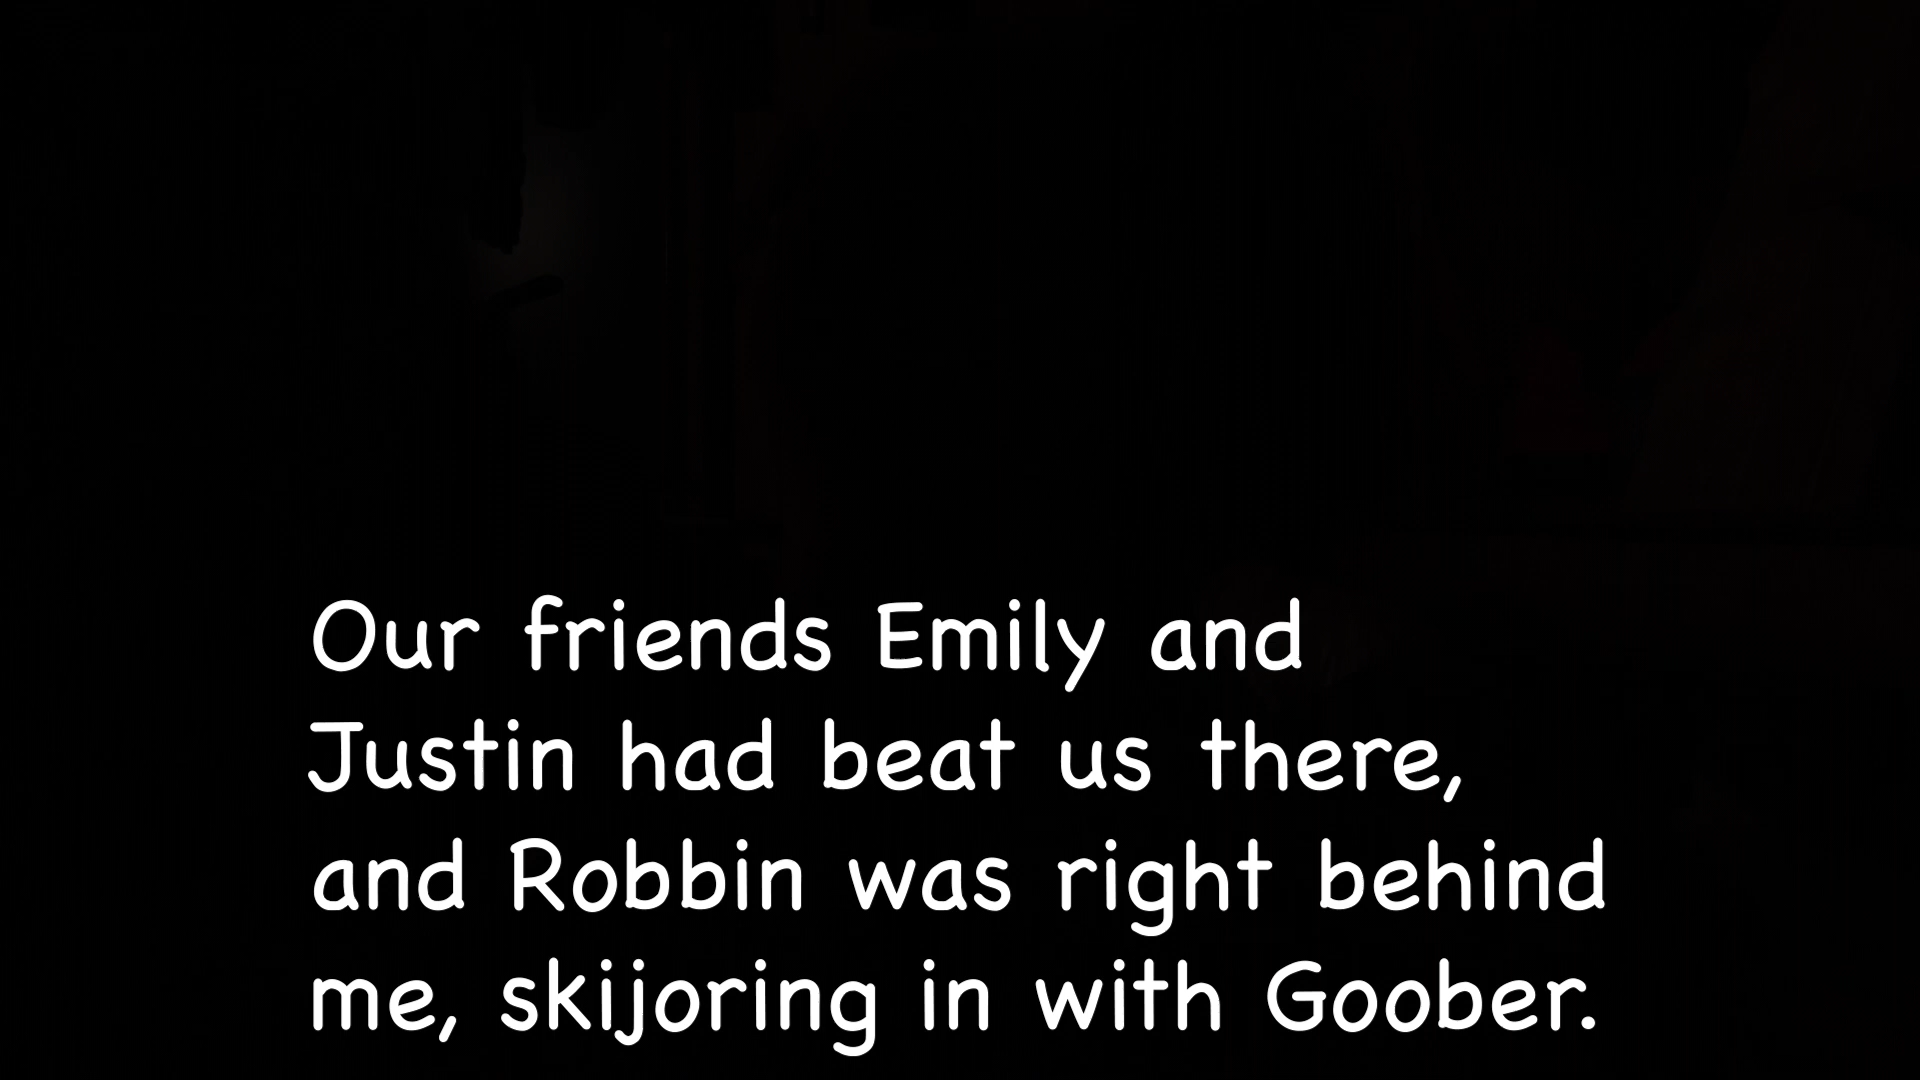 Our friends Emily and
Justin had beat us there,
and Robbin was right behind
me, skijoring in with Goober.